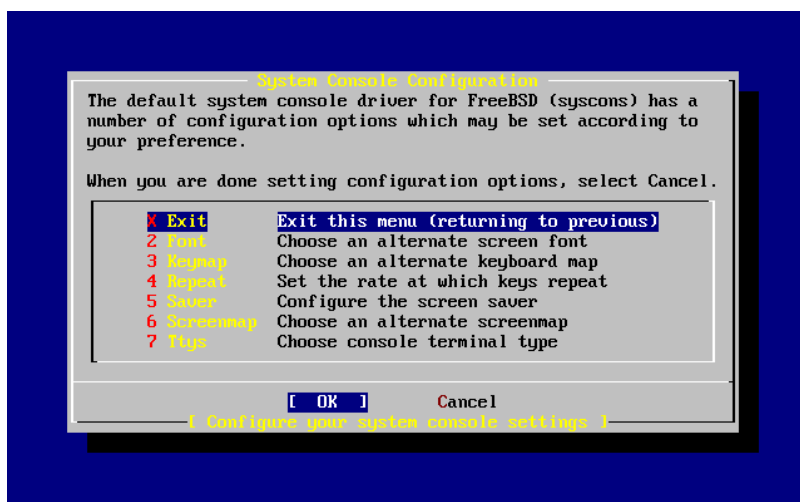 System Console Configuration
The default system console driver for FreeBSD (syscons) has a
number of configuration options which may be set according to
your preference.
When you are done setting configuration options, select Cancel.
X Exit Exit this menu (returning to previous)
2 Font Choose an alternate screen font
3 Keymap Choose an alternate keyboard map
4 Repeat Set the rate at which keys repeat
5 Saver Configure the screen saver
6 Screenmap Choose an alternate screenmap
7 Ttys Choose console terminal type
[ OK ] Cancel
[ Configure your system console settings ]